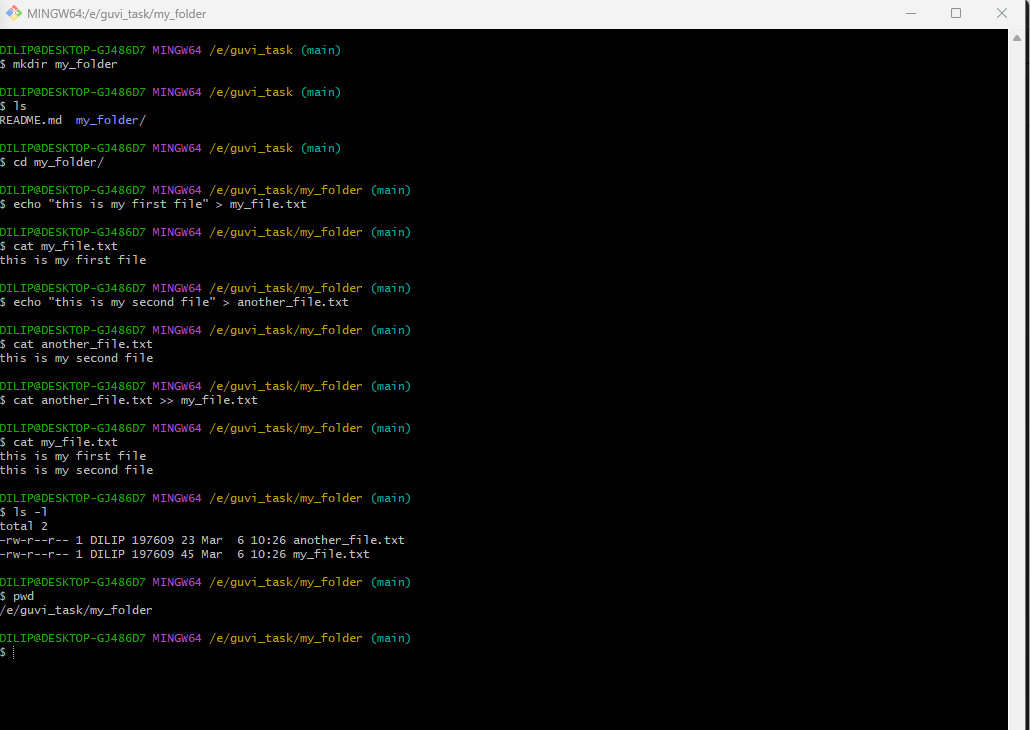 MINGW64:/e/guvi_task/my_folder
DILIP@DESKTOP-GJ486D7 MINGW64 /e/guvi_task (main)
$ mkdir my_folder
DILIP@DESKTOP-GJ486D7 MINGW64 /e/guvi_task (main)
$ ls
README.md  my_folder/
DILIP@DESKTOP-GJ486D7 MINGW64 /e/guvi_task (main)
$ cd my_folder/
DILIP@DESKTOP-GJ486D7 MINGW64 /e/guvi_task/my_folder (main)
$ echo "this is my first file" > my_file.txt
DILIP@DESKTOP-GJ486D7 MINGW64 /e/guvi_task/my_folder (main)
$ cat my_file.txt
this is my first file
DILIP@DESKTOP-GJ486D7 MINGW64 /e/guvi_task/my_folder (main)
$ echo "this is my second file" > another_file.txt
DILIP@DESKTOP-GJ486D7 MINGW64 /e/guvi_task/my_folder (main)
$ cat another_file.txt
this is my second file
DILIP@DESKTOP-GJ486D7 MINGW64 /e/guvi_task/my_folder (main)
$ cat another_file.txt >> my_file.txt
DILIP@DESKTOP-GJ486D7 MINGW64 /e/guvi_task/my_folder (main)
$ cat my_file.txt
this is my first file
this is my second file
DILIP@DESKTOP-GJ486D7 MINGW64 /e/guvi_task/my_folder (main)
$ ls -l
total 2
-rw-r--r-- 1 DILIP 197609 23 Mar  6 10:26 another_file.txt
-rw-r--r-- 1 DILIP 197609 45 Mar  6 10:26 my_file.txt
DILIP@DESKTOP-GJ486D7 MINGW64 /e/guvi_task/my_folder (main)
$ pwd
/e/guvi_task/my_folder
DILIP@DESKTOP-GJ486D7 MINGW64 /e/guvi_task/my_folder (main)
$